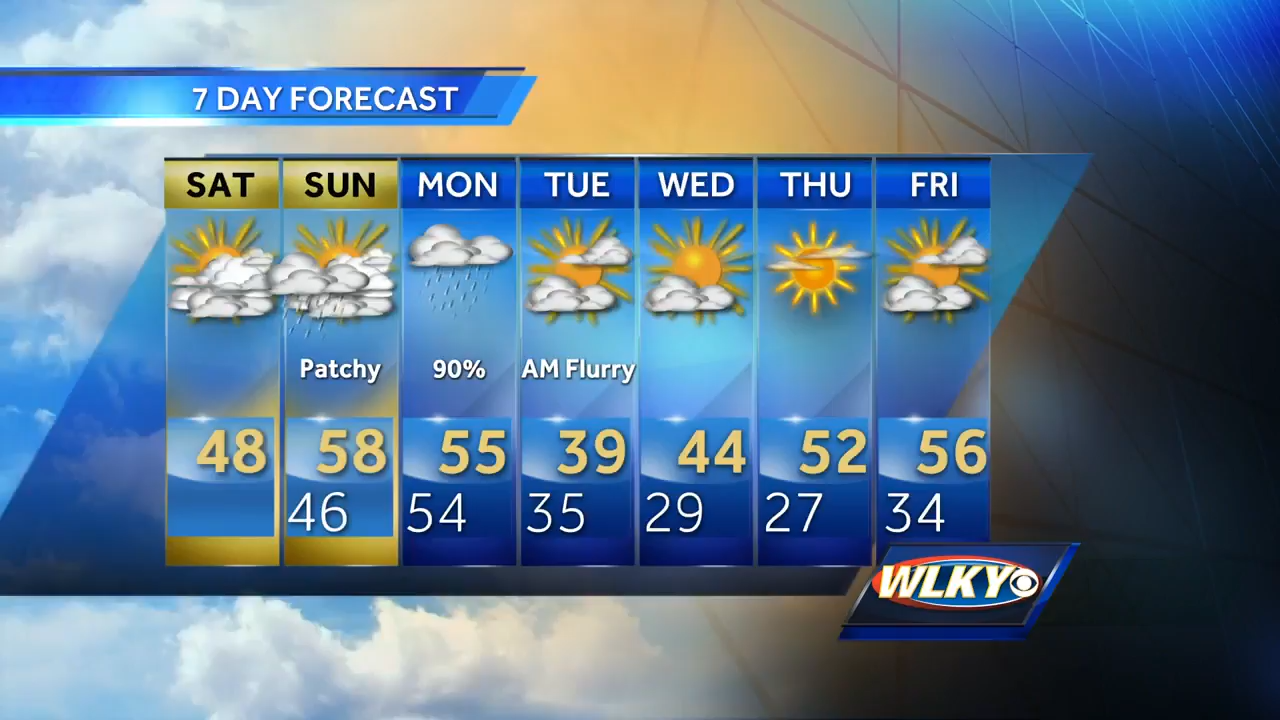 7 DAY FORECAST
SAT SUN MON TUE WED THU FRI
Patchy 90% AM Flurry
48 58 55 39 44 52 56
46 54 35 29 27 34
WLKY